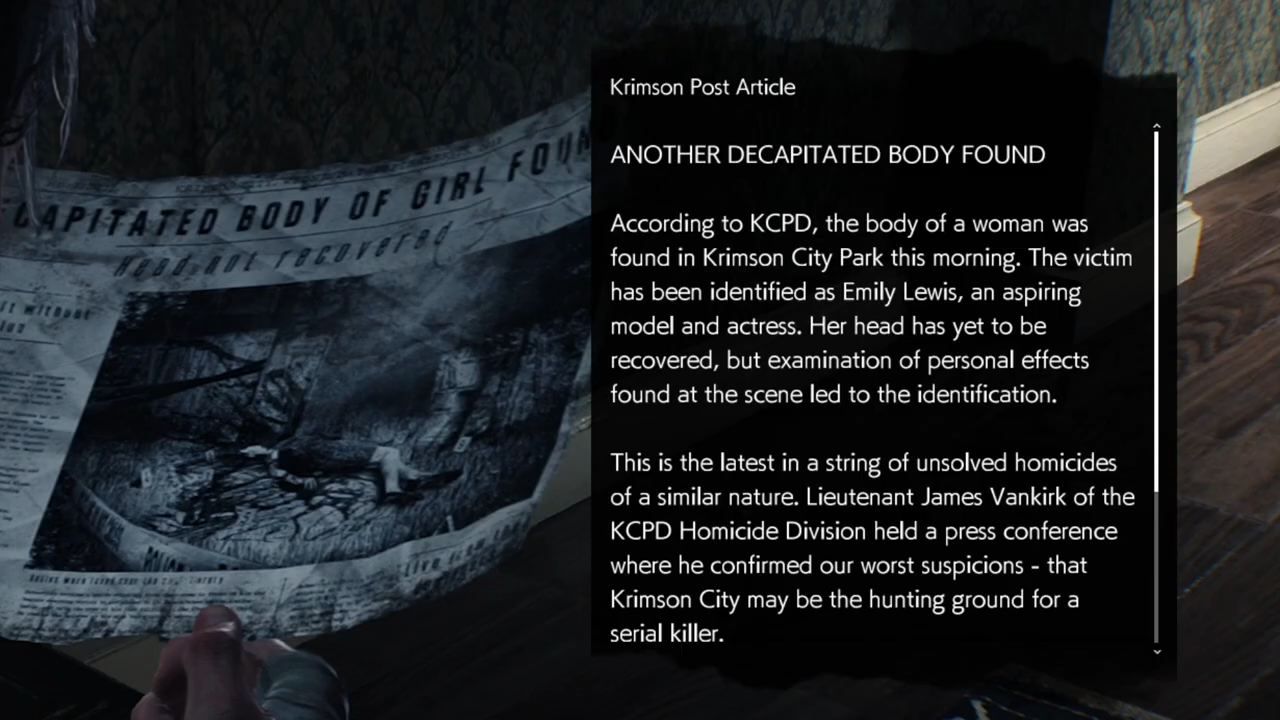 CAPITATED BODY OF GIRL FOUN
Head not recovered
Krimson Post Article
ANOTHER DECAPITATED BODY FOUND
According to KCPD, the body of a woman was
found in Krimson City Park this morning. The victim
has been identified as Emily Lewis, an aspiring
model and actress. Her head has yet to be
recovered, but examination of personal effects
found at the scene led to the identification.
This is the latest in a string of unsolved homicides
of a similar nature. Lieutenant James Vankirk of the
KCPD Homicide Division held a press conference
where he confirmed our worst suspicions - that
Krimson City may be the hunting ground for a
serial killer.